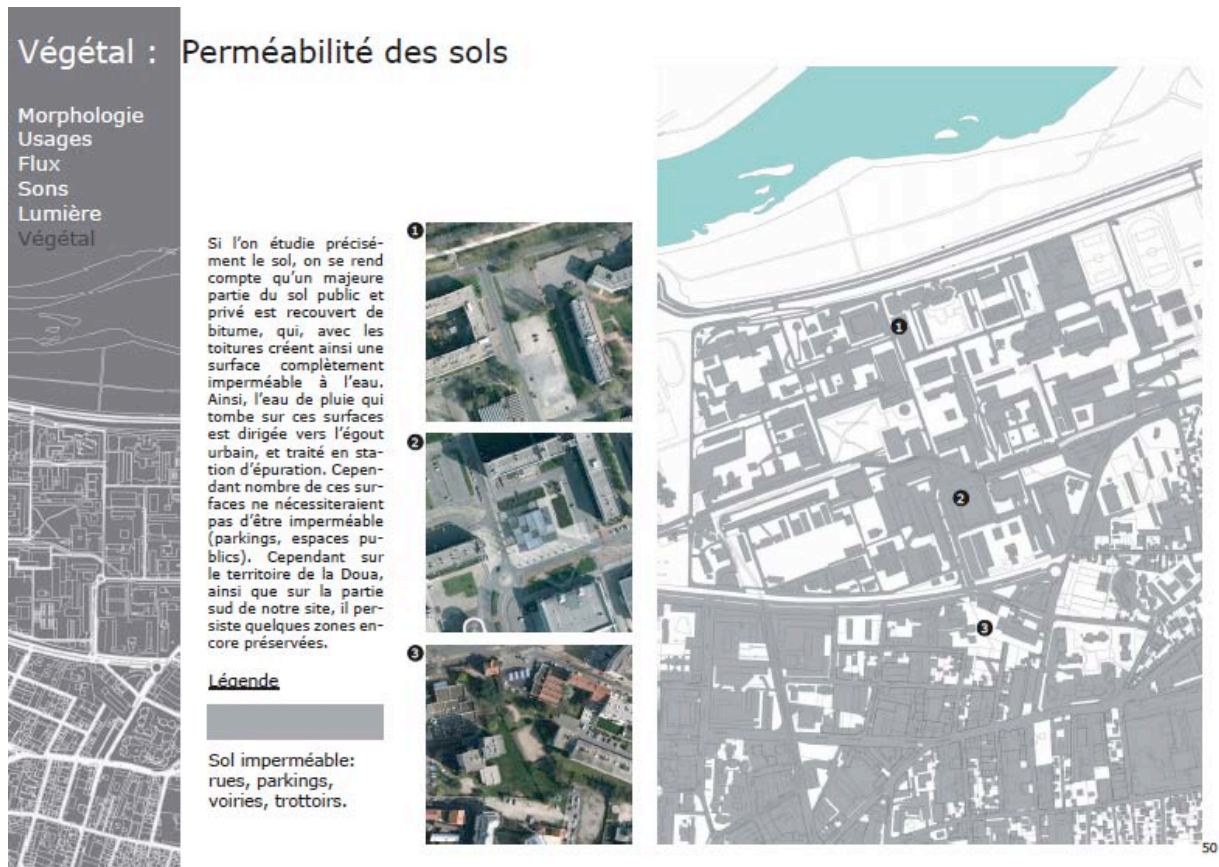 Végétal : Perméabilité des sols
Morphologie
Usages
Flux
Sons
Lumière
Végétal
Si l'on étudie précisé-
ment le sol, on se rend
compte qu'un majeure
partie du sol public et
privé est recouvert de
bitume, qui, avec les
toitures créent ainsi une
surface complètement
imperméable à l'eau.
Ainsi, l'eau de pluie qui
tombe sur ces surfaces
est dirigée vers l'égout
urbain, et traité en sta-
tion d'épuration. Cepen-
dant nombre de ces sur-
faces ne nécessiteraient
pas d'être imperméable
(parkings, espaces pu-
blics). Cependant sur
le territoire de la Doua,
ainsi que sur la partie
sud de notre site, il per-
siste quelques zones en-
core préservées.
Légende
Sol imperméable:
rues, parkings,
voiries, trottoirs.
1
2
3
1
2
3
50